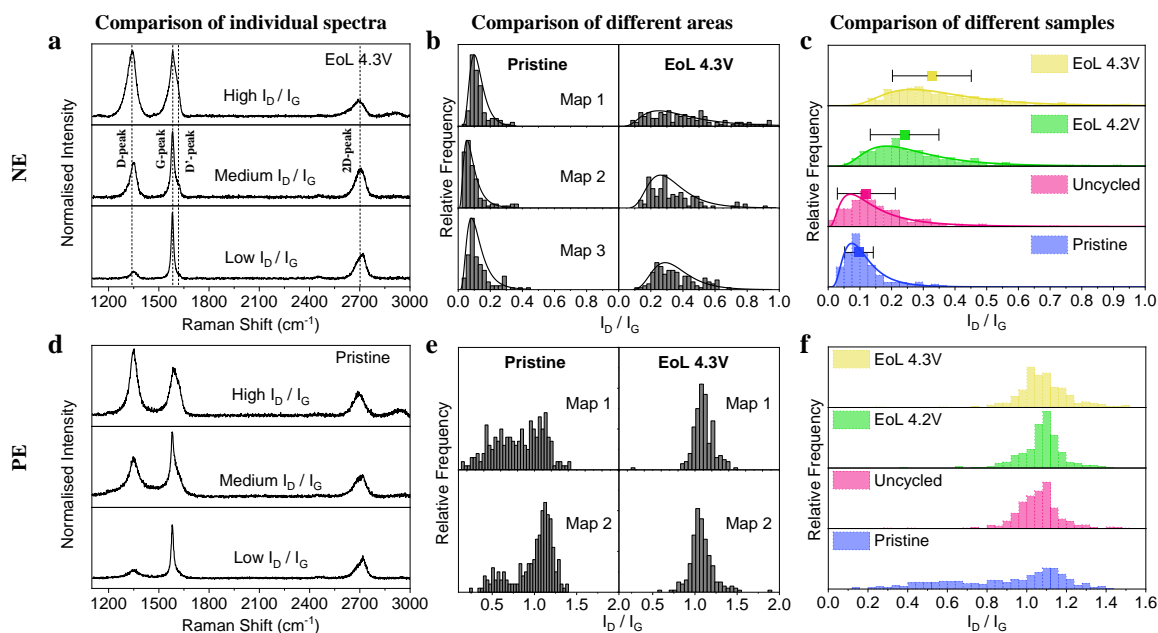 Comparison of individual spectra
Comparison of different areas
Comparison of different samples
NE
a
EoL 4.3V
High I_D / I_G
D-peak
G-peak
D'-peak
2D-peak
Medium I_D / I_G
Low I_D / I_G
Normalised Intensity
1200 1500 1800 2100 2400 2700 3000
Raman Shift (cm⁻¹)
b
Pristine
EoL 4.3V
Map 1
Map 2
Map 3
Relative Frequency
0.0 0.2 0.4 0.6 0.8 0.0 0.2 0.4 0.6 0.8 1.0
I_D / I_G
c
EoL 4.3V
EoL 4.2V
Uncycled
Pristine
Relative Frequency
0.0 0.1 0.2 0.3 0.4 0.5 0.6 0.7 0.8 0.9 1.0
I_D / I_G
PE
d
Pristine
High I_D / I_G
Medium I_D / I_G
Low I_D / I_G
Normalised Intensity
1200 1500 1800 2100 2400 2700 3000
Raman Shift (cm⁻¹)
e
Pristine
EoL 4.3V
Map 1
Map 1
Map 2
Map 2
Relative Frequency
0.5 1.0 1.5 2.0 0.5 1.0 1.5 2.0
I_D / I_G
f
EoL 4.3V
EoL 4.2V
Uncycled
Pristine
Relative Frequency
0.0 0.2 0.4 0.6 0.8 1.0 1.2 1.4 1.6
I_D / I_G